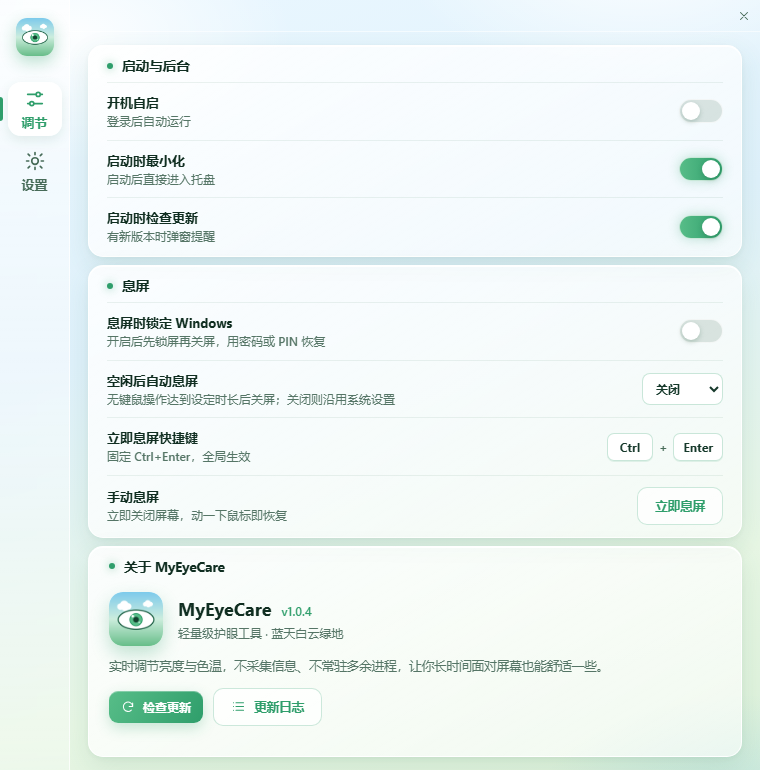 调节
设置
启动与后台
开机自启
登录后自动运行
启动时最小化
启动后直接进入托盘
启动时检查更新
有新版本时弹窗提醒
息屏
息屏时锁定 Windows
开启后先锁屏再关屏，用密码或 PIN 恢复
空闲后自动息屏
无键鼠操作达到设定时长后关屏；关闭则沿用系统设置
关闭
立即息屏快捷键
固定 Ctrl+Enter，全局生效
Ctrl + Enter
手动息屏
立即关闭屏幕，动一下鼠标即恢复
立即息屏
关于 MyEyeCare
MyEyeCare v1.0.4
轻量级护眼工具 · 蓝天白云绿地
实时调节亮度与色温，不采集信息、不常驻多余进程，让你长时间面对屏幕也能舒适一些。
检查更新 更新日志